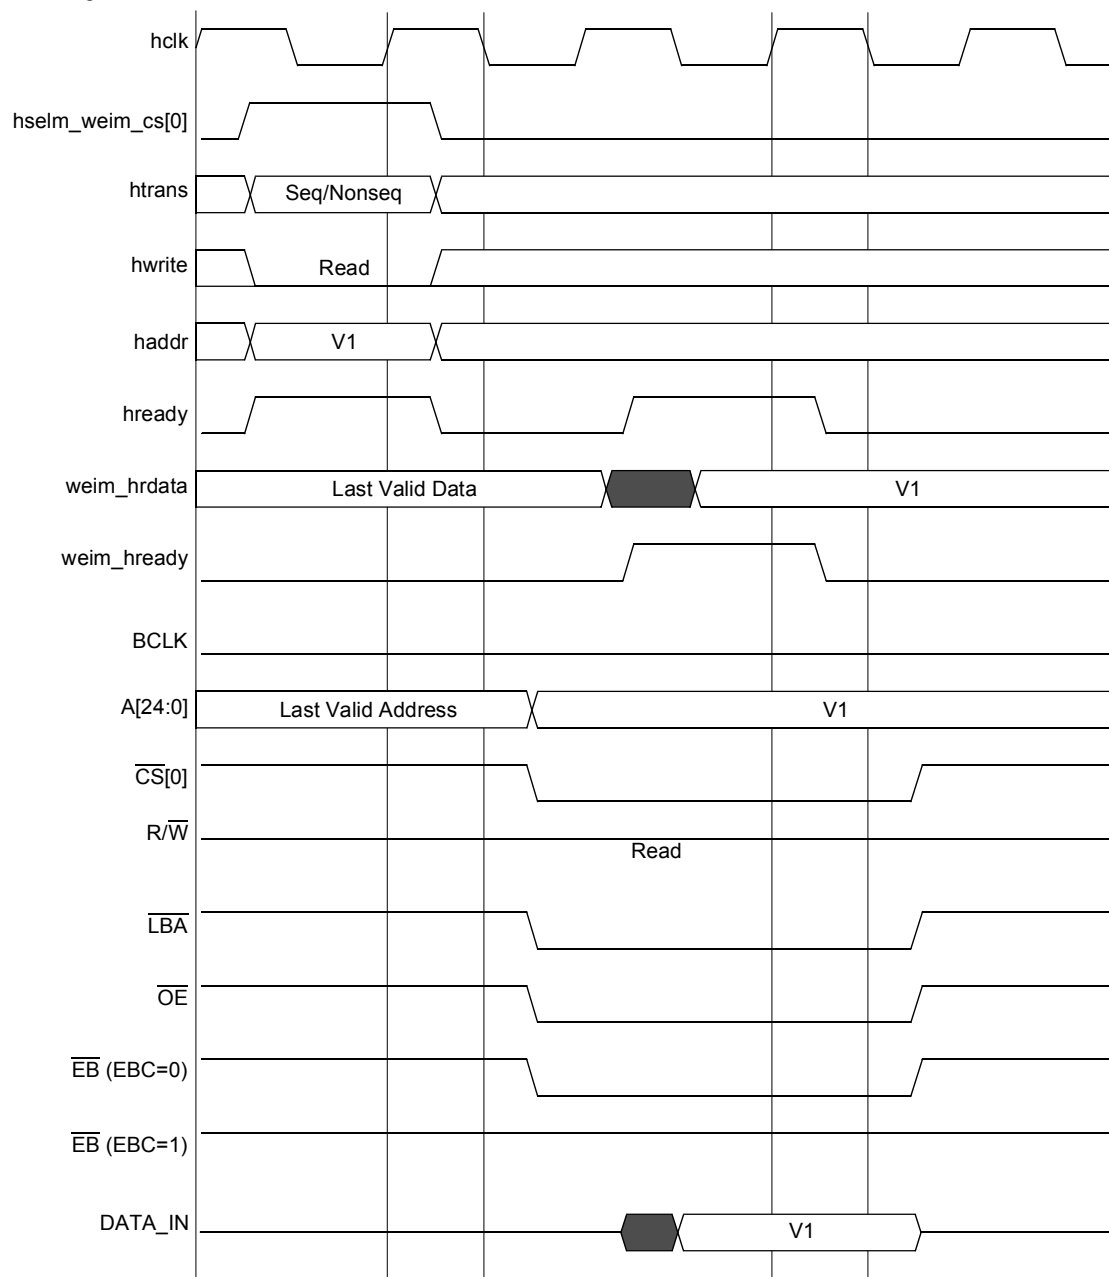 hclk
hselm_weim_cs[0]
htrans Seq/Nonseq
hwrite Read
haddr V1
hready
weim_hrdata Last Valid Data V1
weim_hready
BCLK
A[24:0] Last Valid Address V1
CS[0]
R/W
Read
LBA
OE
EB (EBC=0)
EB (EBC=1)
DATA_IN V1